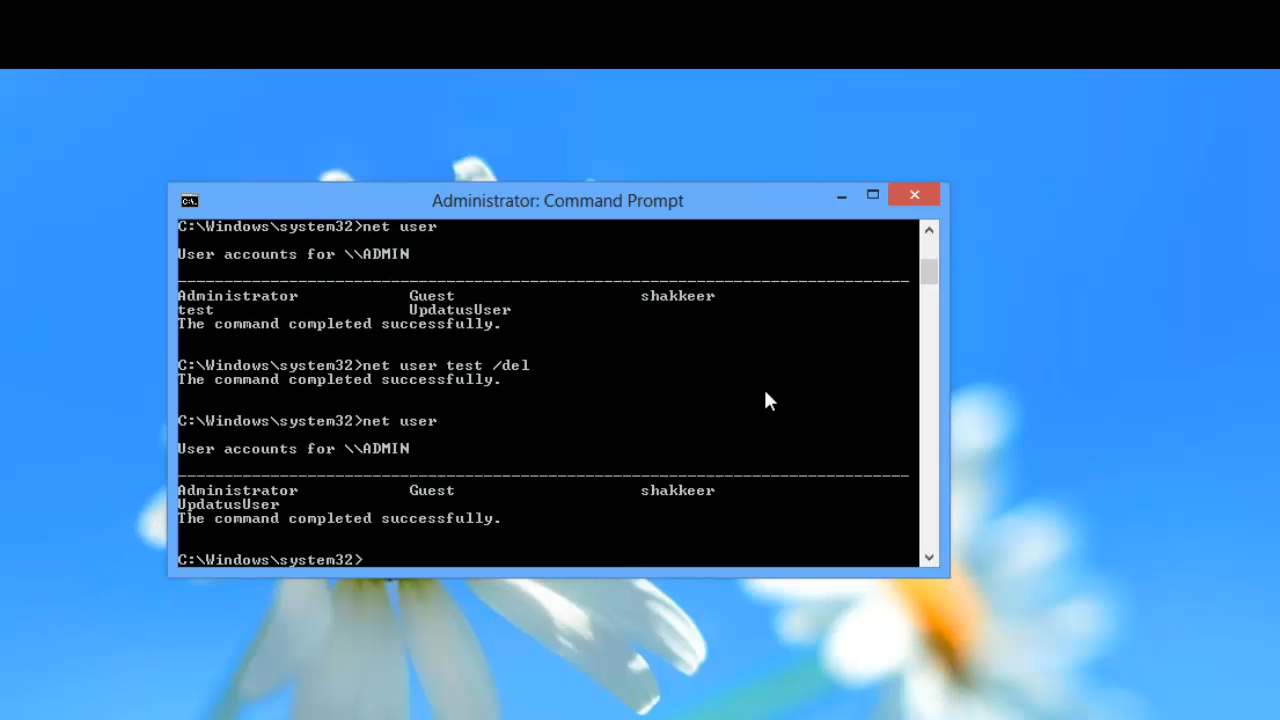 Administrator: Command Prompt
C:\Windows\system32>net user
User accounts for \\ADMIN
-------------------------------------------------------------------------------
Administrator            Guest                    shakkeer
test                     UpdatusUser
The command completed successfully.
C:\Windows\system32>net user test /del
The command completed successfully.
C:\Windows\system32>net user
User accounts for \\ADMIN
-------------------------------------------------------------------------------
Administrator            Guest                    shakkeer
UpdatusUser
The command completed successfully.
C:\Windows\system32>